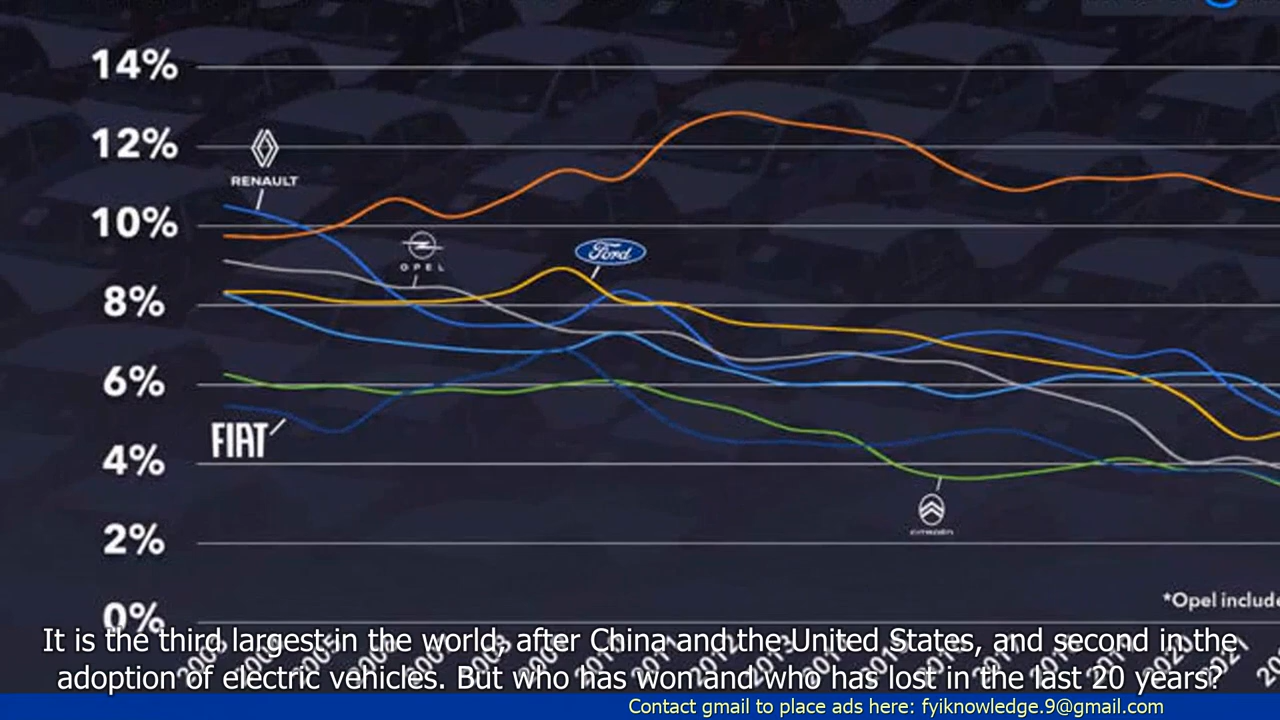 14%
12%
RENAULT
10%
Ford
OPEL
8%
6%
FIAT
4%
CITROËN
2%
*Opel include
0%
It is the third largest in the world, after China and the United States, and second in the
adoption of electric vehicles. But who has won and who has lost in the last 20 years?
Contact gmail to place ads here: fyiknowledge.9@gmail.com